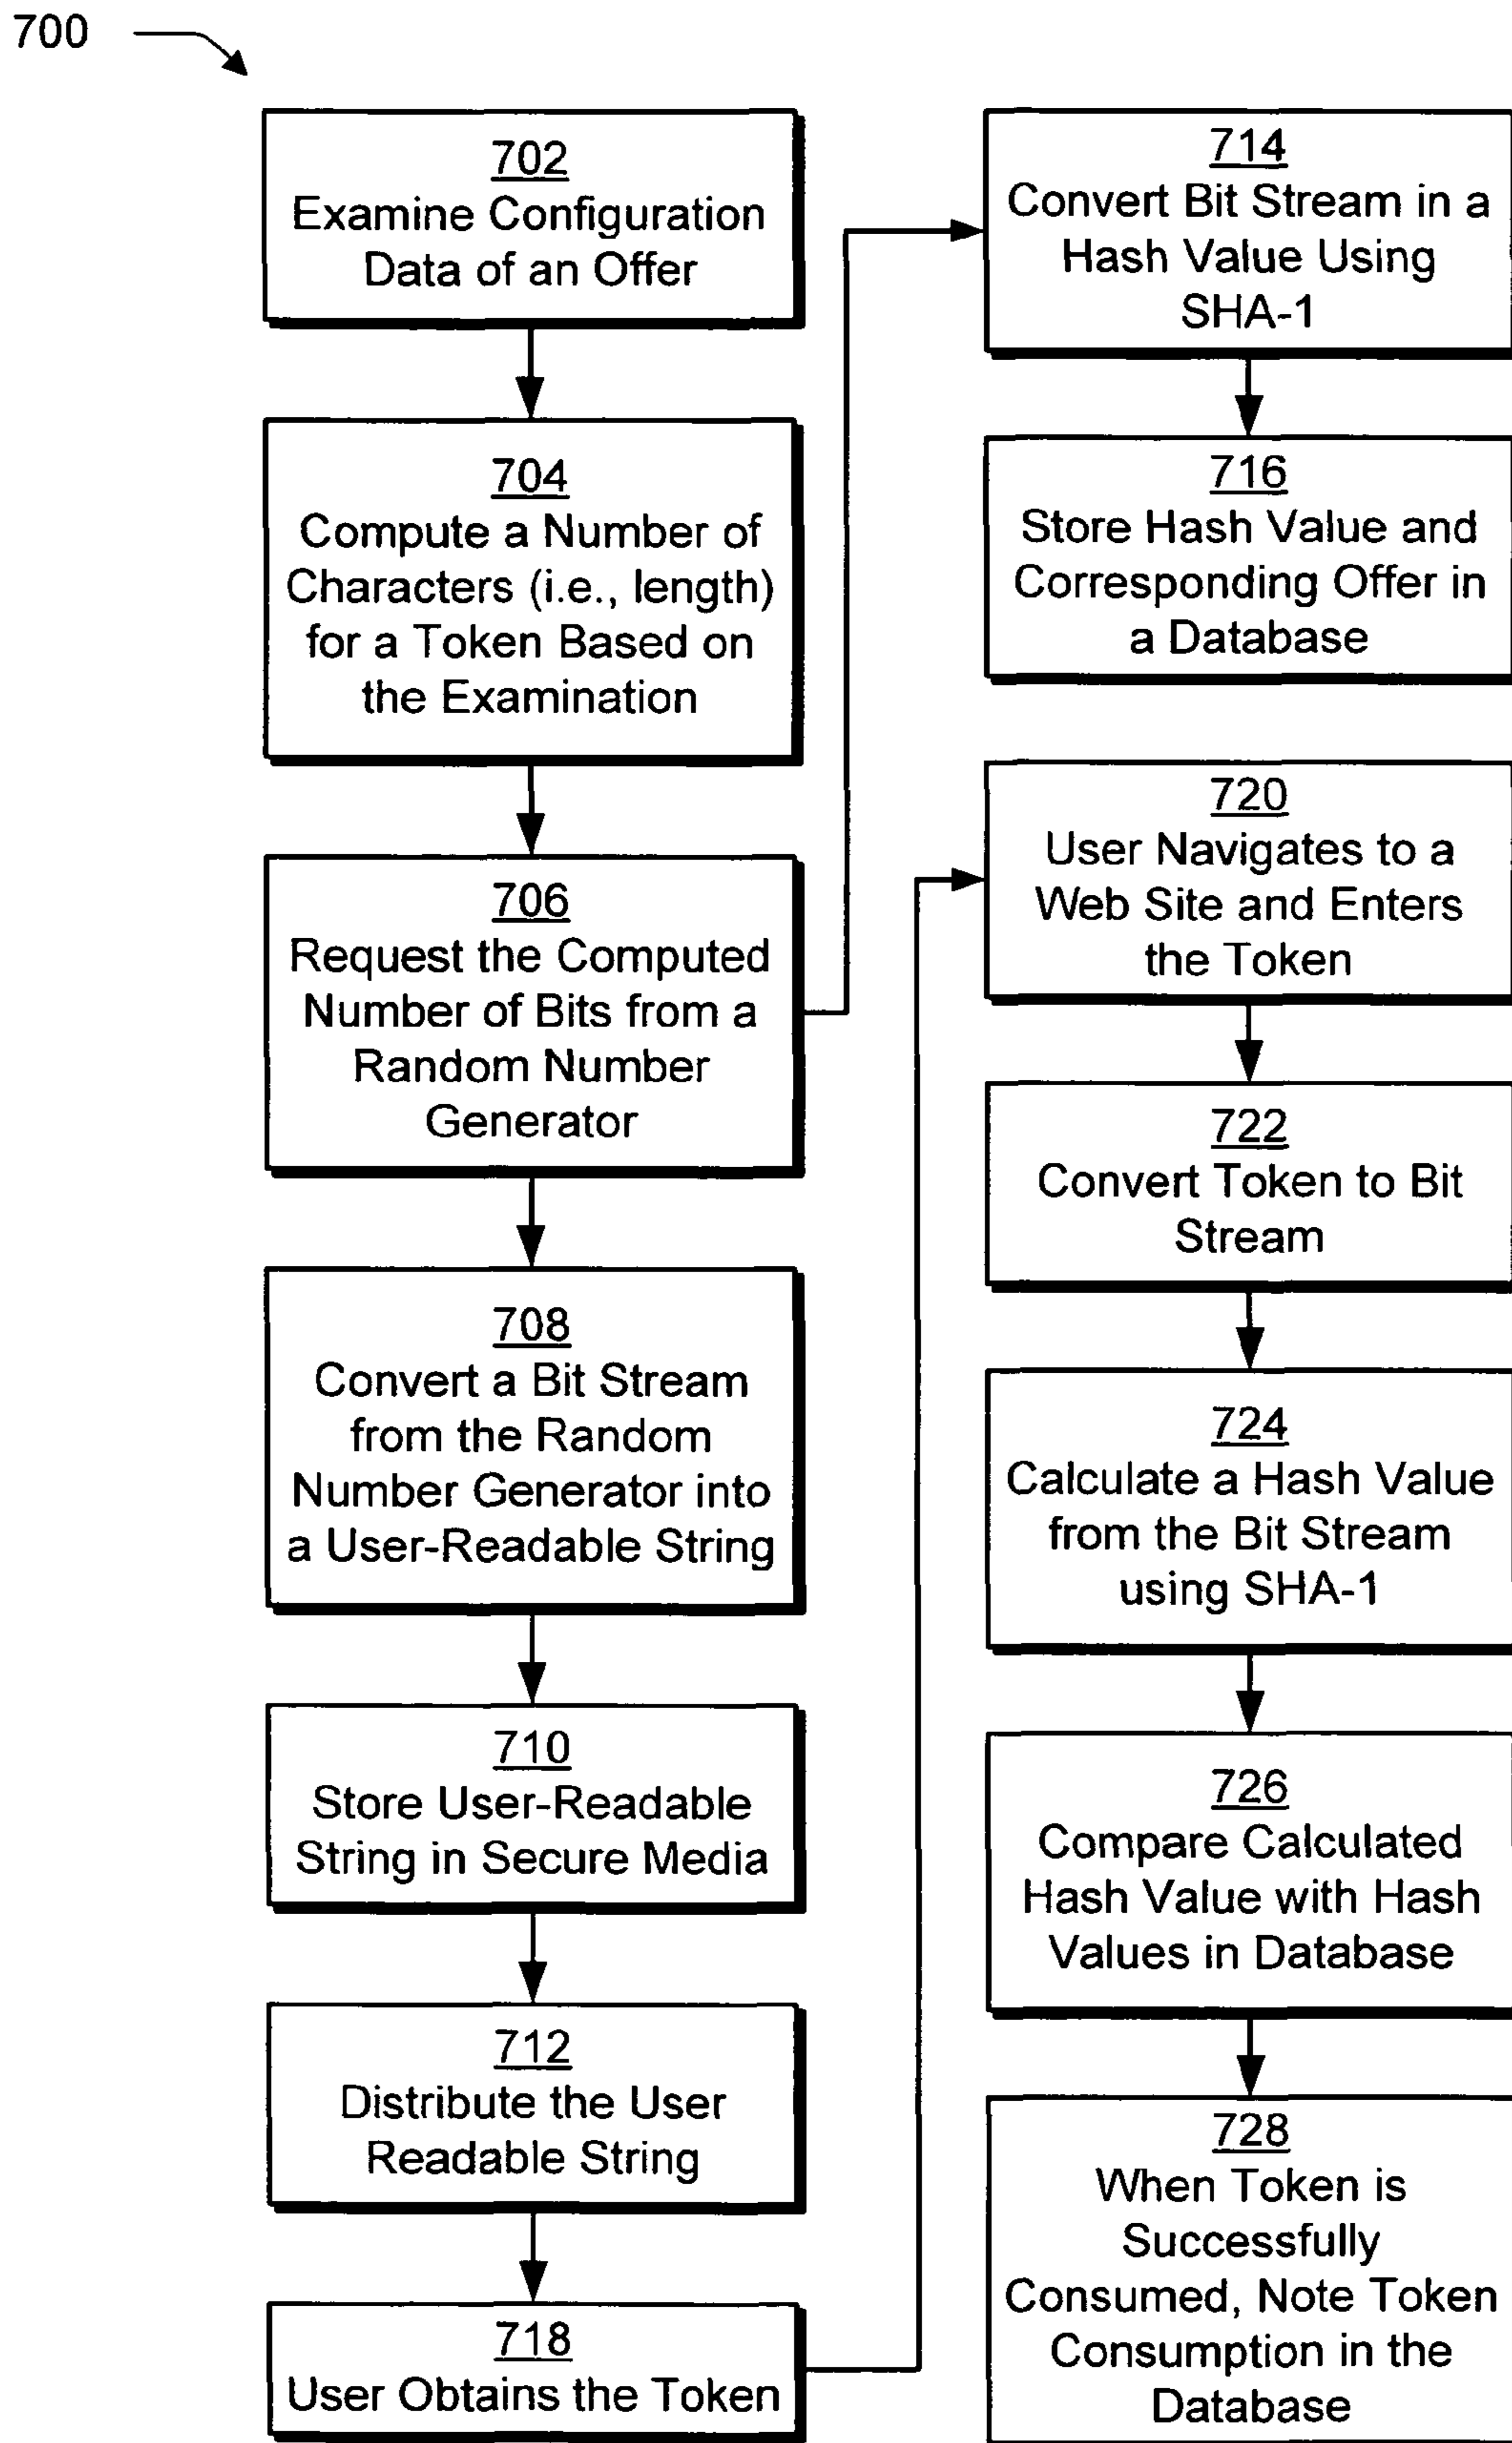 700
702
Examine Configuration
Data of an Offer
704
Compute a Number of
Characters (i.e., length)
for a Token Based on
the Examination
706
Request the Computed
Number of Bits from a
Random Number
Generator
708
Convert a Bit Stream
from the Random
Number Generator into
a User-Readable String
710
Store User-Readable
String in Secure Media
712
Distribute the User
Readable String
718
User Obtains the Token
714
Convert Bit Stream in a
Hash Value Using
SHA-1
716
Store Hash Value and
Corresponding Offer in
a Database
720
User Navigates to a
Web Site and Enters
the Token
722
Convert Token to Bit
Stream
724
Calculate a Hash Value
from the Bit Stream
using SHA-1
726
Compare Calculated
Hash Value with Hash
Values in Database
728
When Token is
Successfully
Consumed, Note Token
Consumption in the
Database